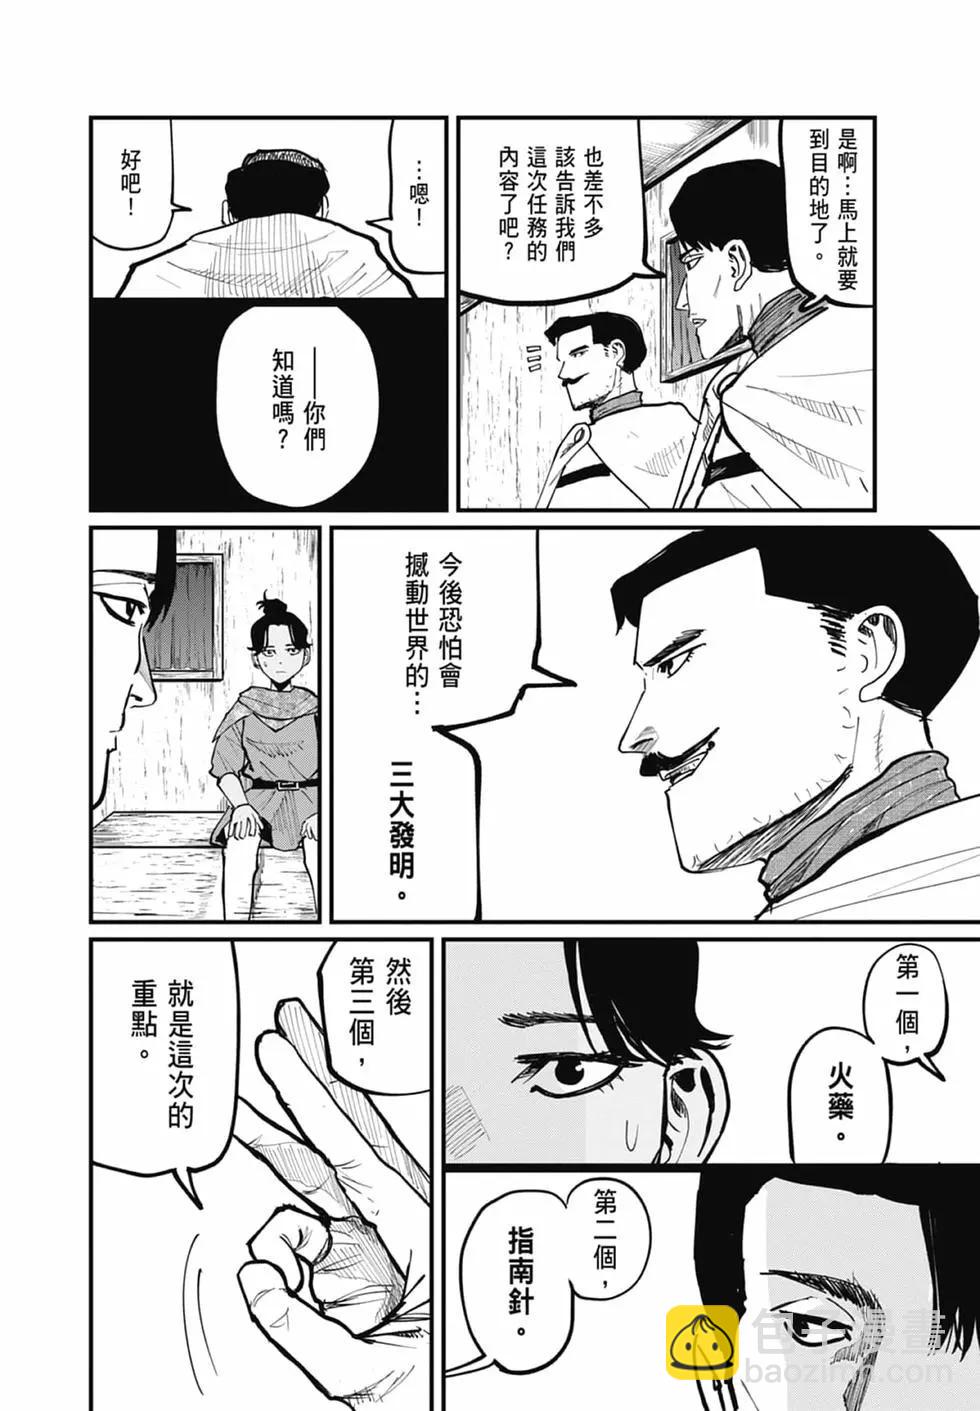 是啊…馬上就要
到目的地了。
也差不多
該告訴我們
這次任務的
內容了吧？
…嗯！
好吧！
——你們
知道嗎？
今後恐怕會
撼動世界的…
三大發明。
第一個，
火藥。
第二個，
指南針。
然後
第三個，
就是這次的
重點。
包子漫畫
baozimh.com